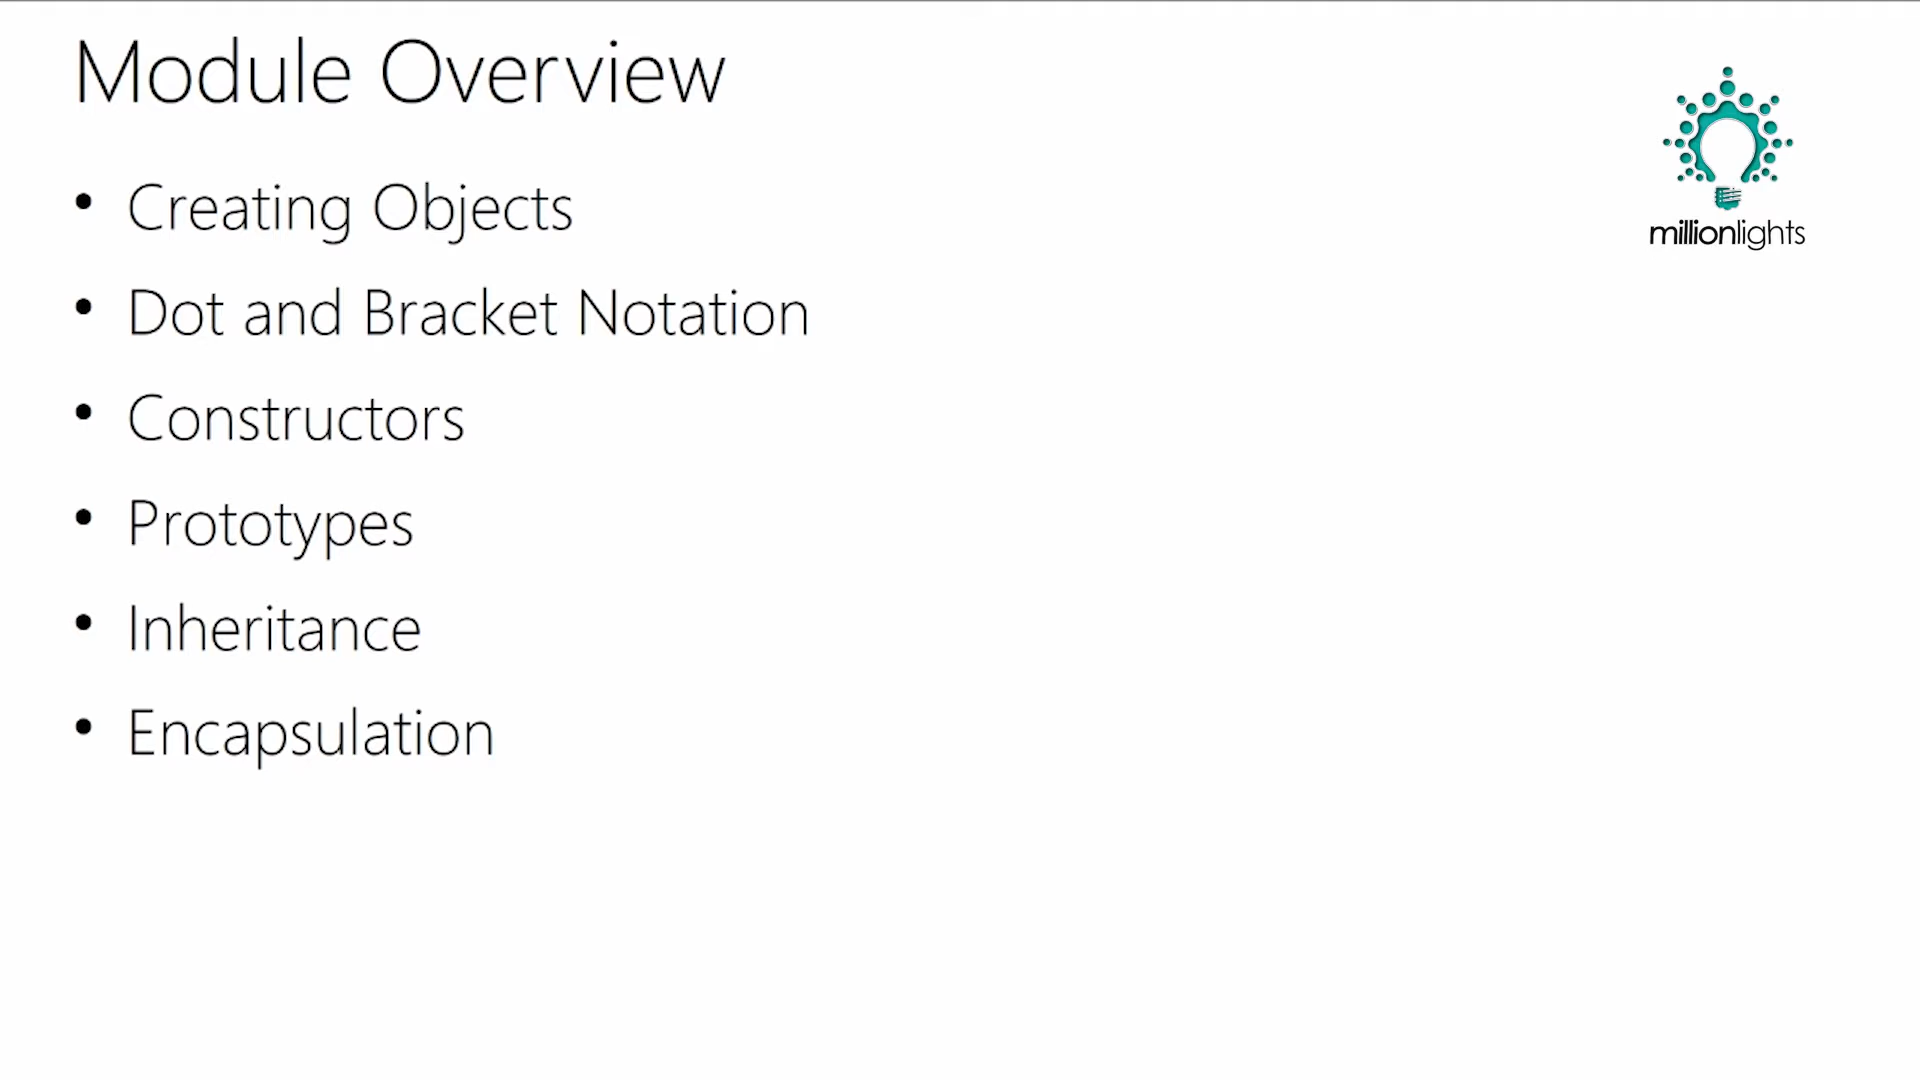 Module Overview
• Creating Objects
• Dot and Bracket Notation
• Constructors
• Prototypes
• Inheritance
• Encapsulation
millionlights